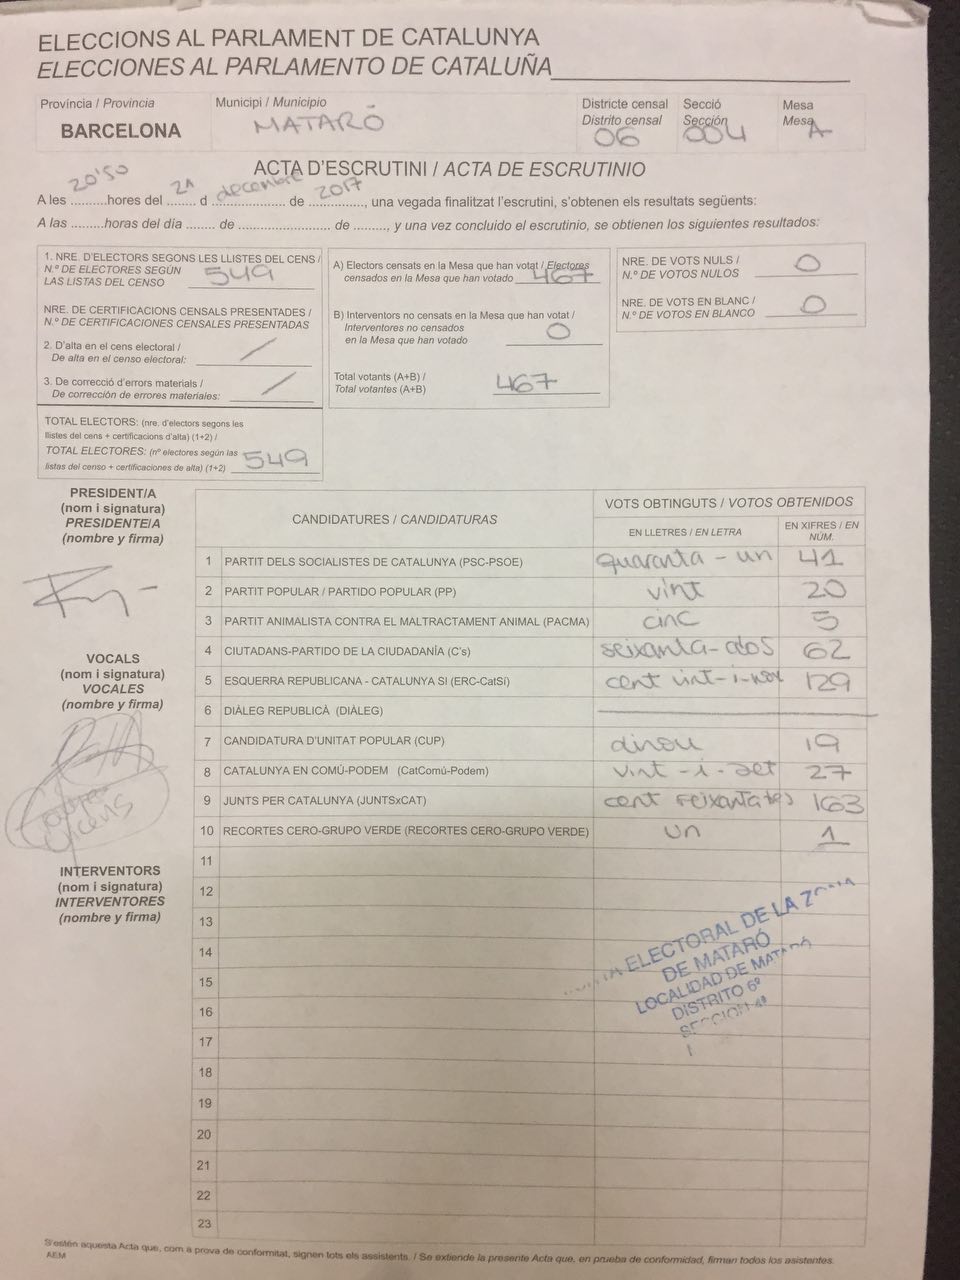 ELECCIONS AL PARLAMENT DE CATALUNYA
ELECCIONES AL PARLAMENTO DE CATALUÑA
Província / Provincia
BARCELONA
Municipi / Municipio
MATARÓ
Districte censal
Distrito censal
06
Secció
Sección
004
Mesa
Mesa
A
ACTA D'ESCRUTINI / ACTA DE ESCRUTINIO
A les 20'50 hores del 21 d decembre de 2017, una vegada finalitzat l'escrutini, s'obtenen els resultats següents:
A las .........horas del día ....... de ........................ de ........., y una vez concluido el escrutinio, se obtienen los siguientes resultados:
1. NRE. D'ELECTORS SEGONS LES LLISTES DEL CENS /
N.º DE ELECTORES SEGÚN
LAS LISTAS DEL CENSO 549
NRE. DE CERTIFICACIONS CENSALS PRESENTADES /
N.º DE CERTIFICACIONES CENSALES PRESENTADAS
2. D'alta en el cens electoral /
De alta en el censo electoral: /
3. De correcció d'errors materials /
De corrección de errores materiales: /
TOTAL ELECTORS: (nre. d'electors segons les
llistes del cens + certificacions d'alta) (1+2) /
TOTAL ELECTORES: (nº electores según las
listas del censo + certificaciones de alta) (1+2) 549
A) Electors censats en la Mesa que han votat / Electores
censados en la Mesa que han votado 467
B) Interventors no censats en la Mesa que han votat /
Interventores no censados
en la Mesa que han votado 0
Total votants (A+B) /
Total votantes (A+B) 467
NRE. DE VOTS NULS /
N.º DE VOTOS NULOS 0
NRE. DE VOTS EN BLANC /
N.º DE VOTOS EN BLANCO 0
PRESIDENT/A
(nom i signatura)
PRESIDENTE/A
(nombre y firma)
VOCALS
(nom i signatura)
VOCALES
(nombre y firma)
INTERVENTORS
(nom i signatura)
INTERVENTORES
(nombre y firma)
CANDIDATURES / CANDIDATURAS
VOTS OBTINGUTS / VOTOS OBTENIDOS
EN LLETRES / EN LETRA
EN XIFRES / EN
NÚM.
1 PARTIT DELS SOCIALISTES DE CATALUNYA (PSC-PSOE) quaranta-un 41
2 PARTIT POPULAR / PARTIDO POPULAR (PP) vint 20
3 PARTIT ANIMALISTA CONTRA EL MALTRACTAMENT ANIMAL (PACMA) cinc 5
4 CIUTADANS-PARTIDO DE LA CIUDADANÍA (C's) seixanta-dos 62
5 ESQUERRA REPUBLICANA - CATALUNYA SI (ERC-CatSí) cent vint-i-nou 129
6 DIÀLEG REPUBLICÀ (DIÀLEG)
7 CANDIDATURA D'UNITAT POPULAR (CUP) dinou 19
8 CATALUNYA EN COMÚ-PODEM (CatComú-Podem) vint-i-set 27
9 JUNTS PER CATALUNYA (JUNTSxCAT) cent seixanta tres 163
10 RECORTES CERO-GRUPO VERDE (RECORTES CERO-GRUPO VERDE) un 1
11
12
13
14
15
16
17
18
19
20
21
22
23
ELECTORAL DE LA
DE MATARÓ
LOCALIDAD DE MATARÓ
DISTRITO 6º
SECCION 4ª
S'estén aquesta Acta que, com a prova de conformitat, signen tots els assistents. / Se extiende la presente Acta que, en prueba de conformidad, firman todos los asistentes.
AEM